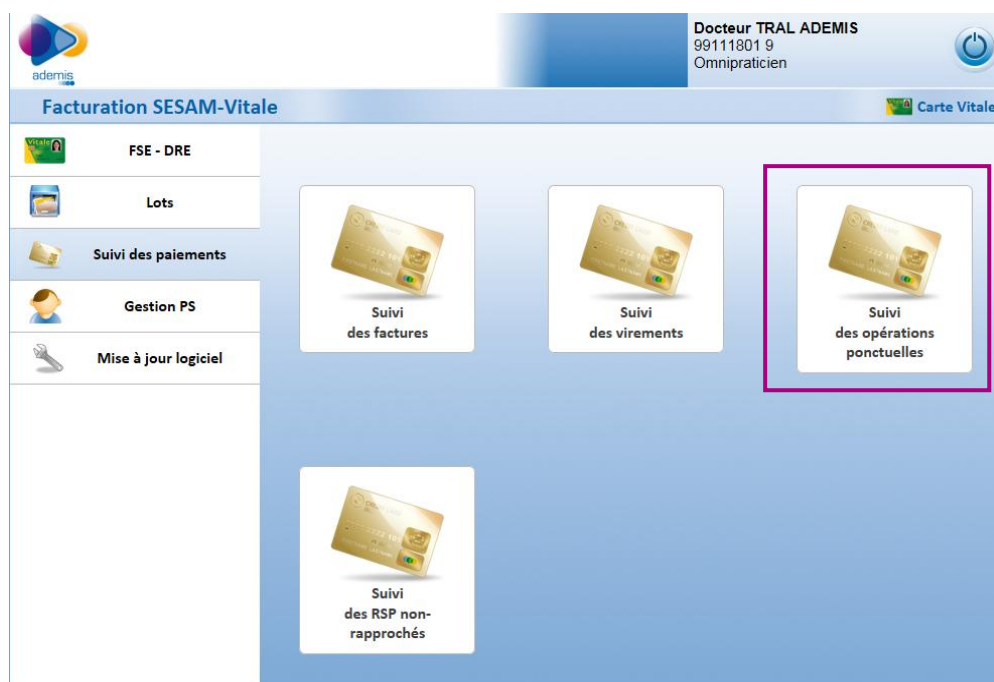 ademis
Docteur TRAL ADEMIS
99111801 9
Omnipraticien
Facturation SESAM-Vitale
Carte Vitale
Vitale
FSE - DRE
Lots
Suivi des paiements
Gestion PS
Mise à jour logiciel
Suivi
des factures
Suivi
des virements
Suivi
des opérations
ponctuelles
Suivi
des RSP non-
rapprochés